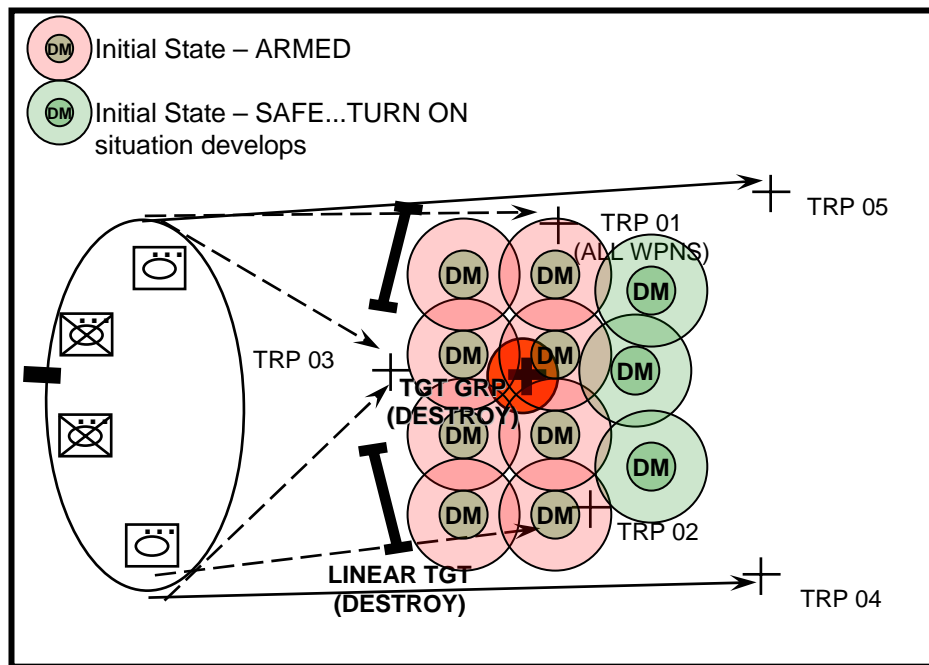 DM Initial State – ARMED
DM Initial State – SAFE...TURN ON
situation develops
TRP 05
TRP 01
(ALL WPNS)
DM DM DM
TRP 03
DM DM DM
TGT GRP
(DESTROY)
DM DM
DM
DM DM
TRP 02
LINEAR TGT
(DESTROY)
TRP 04